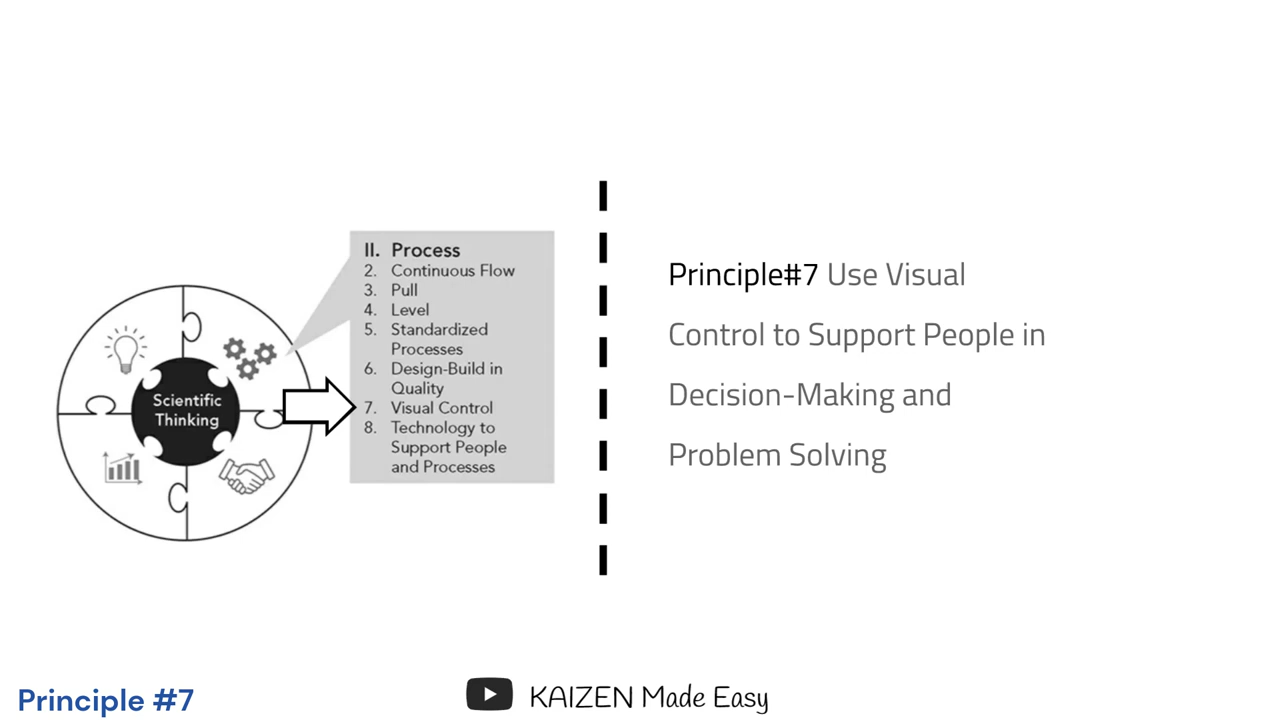 II. Process
2. Continuous Flow
3. Pull
4. Level
5. Standardized
Processes
6. Design-Build in
Quality
7. Visual Control
8. Technology to
Support People
and Processes
Scientific
Thinking
Principle#7 Use Visual
Control to Support People in
Decision-Making and
Problem Solving
Principle #7
KAIZEN Made Easy